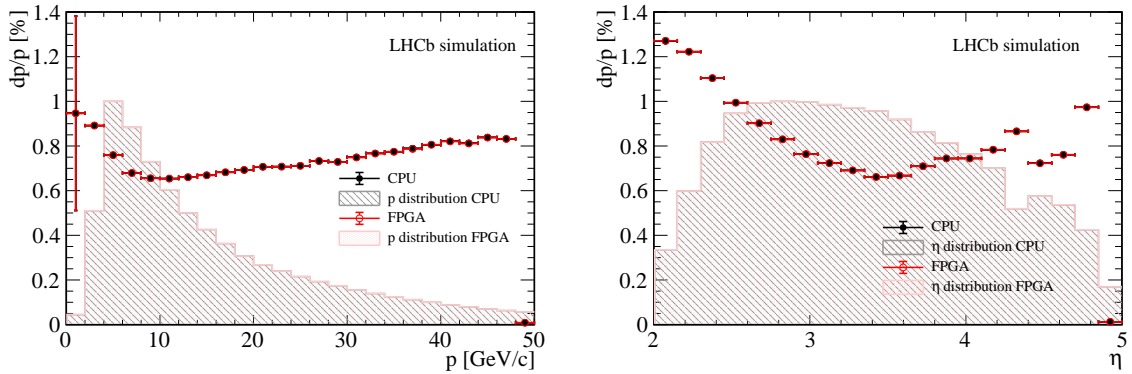 dp/p [%]
1.4
1.2
1
0.8
0.6
0.4
0.2
0
LHCb simulation
CPU
p distribution CPU
FPGA
p distribution FPGA
0 10 20 30 40 50
p [GeV/c]
dp/p [%]
1.4
1.2
1
0.8
0.6
0.4
0.2
0
LHCb simulation
CPU
η distribution CPU
FPGA
η distribution FPGA
2 3 4 5
η